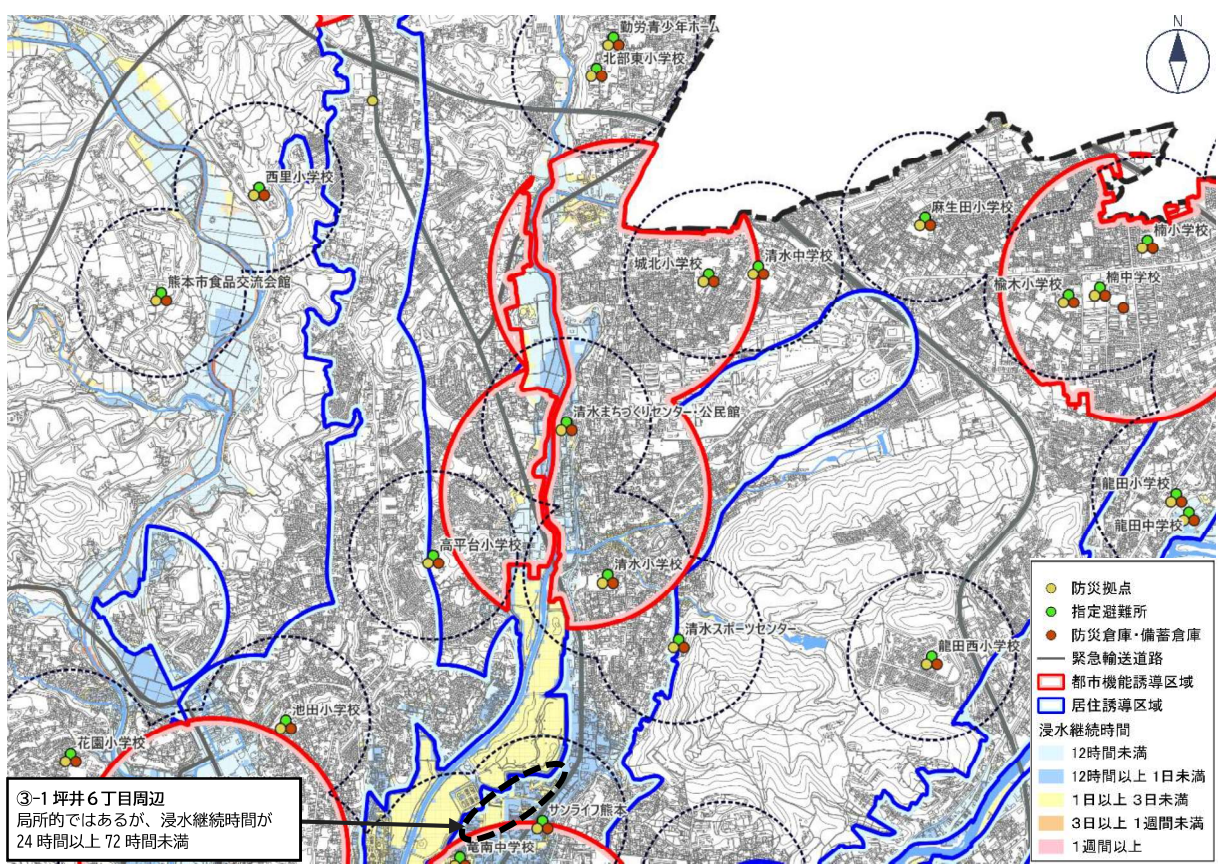 N
勤労青少年ホーム
北部東小学校
西里小学校
麻生田小学校
楠小学校
城北小学校
清水中学校
熊本市食品交流会館
楡木小学校
楠中学校
清水まちづくりセンター・公民館
龍田小学校
龍田中学校
高平台小学校
清水小学校
清水スポーツセンター
龍田西小学校
池田小学校
花園小学校
サンライフ熊本
竜南中学校
③-1 坪井6丁目周辺
局所的ではあるが、浸水継続時間が
24 時間以上 72 時間未満
防災拠点
指定避難所
防災倉庫・備蓄倉庫
緊急輸送道路
都市機能誘導区域
居住誘導区域
浸水継続時間
12時間未満
12時間以上 1日未満
1日以上 3日未満
3日以上 1週間未満
1週間以上